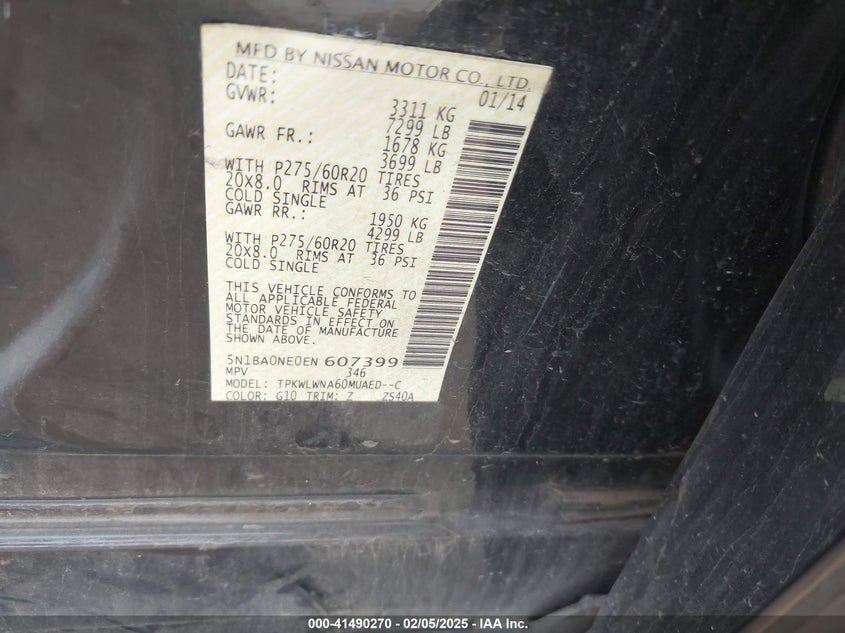 MFD BY NISSAN MOTOR CO., LTD.
DATE: 01/14
GVWR: 3311 KG
7299 LB
GAWR FR.: 1678 KG
3699 LB
WITH P275/60R20 TIRES
20X8.0 RIMS AT 36 PSI
COLD SINGLE
GAWR RR.: 1950 KG
4299 LB
WITH P275/60R20 TIRES
20X8.0 RIMS AT 36 PSI
COLD SINGLE
THIS VEHICLE CONFORMS TO
ALL APPLICABLE FEDERAL
MOTOR VEHICLE SAFETY
STANDARDS IN EFFECT ON
THE DATE OF MANUFACTURE
SHOWN ABOVE.
5N1BA0NE0EN 607399
MPV 346
MODEL: TPKWLWNA60MUAED--C
COLOR: G10 TRIM: Z ZS40A
000-41490270 - 02/05/2025 - IAA Inc.